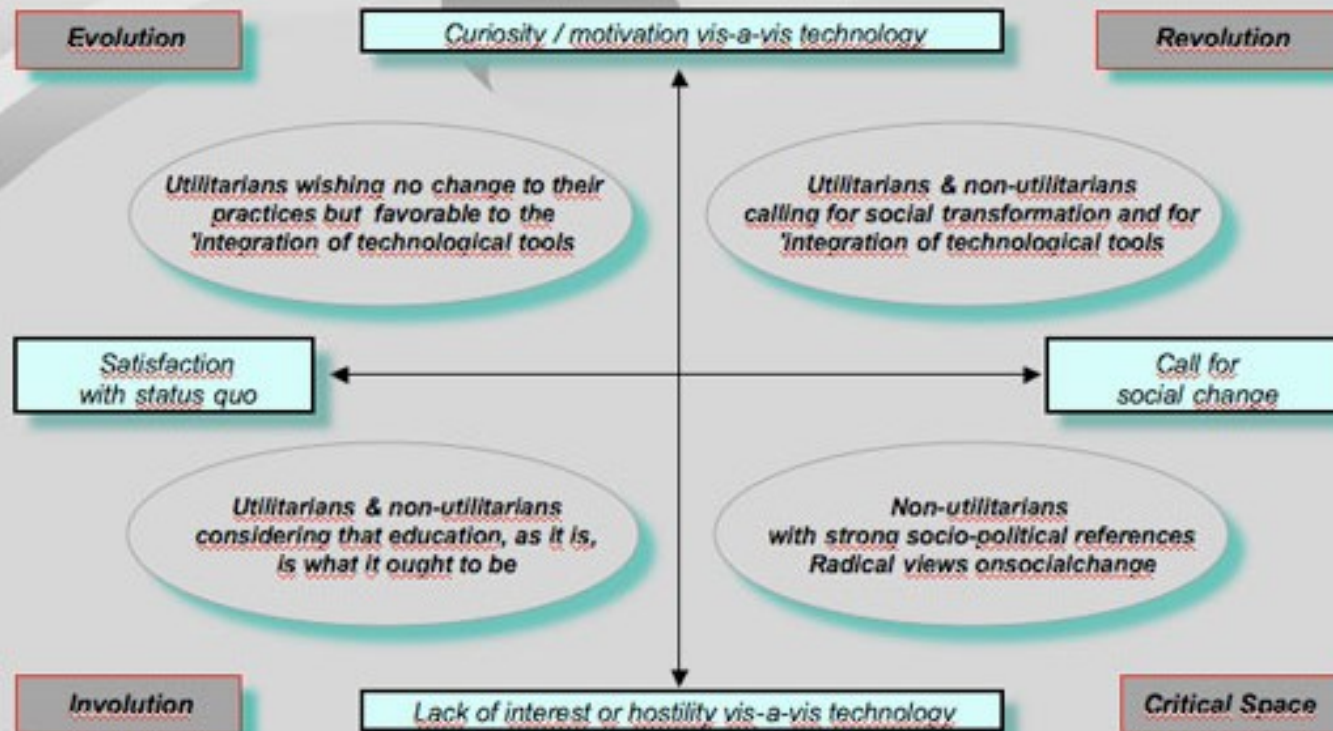 Evolution
Curiosity / motivation vis-a-vis technology
Revolution
Utilitarians wishing no change to their
practices but favorable to the
'integration of technological tools
Utilitarians & non-utilitarians
calling for social transformation and for
'integration of technological tools
Satisfaction
with status quo
Call for
social change
Utilitarians & non-utilitarians
considering that education, as it is,
is what it ought to be
Non-utilitarians
with strong socio-political references
Radical views onsocialchange
Involution
Lack of interest or hostility vis-a-vis technology
Critical Space